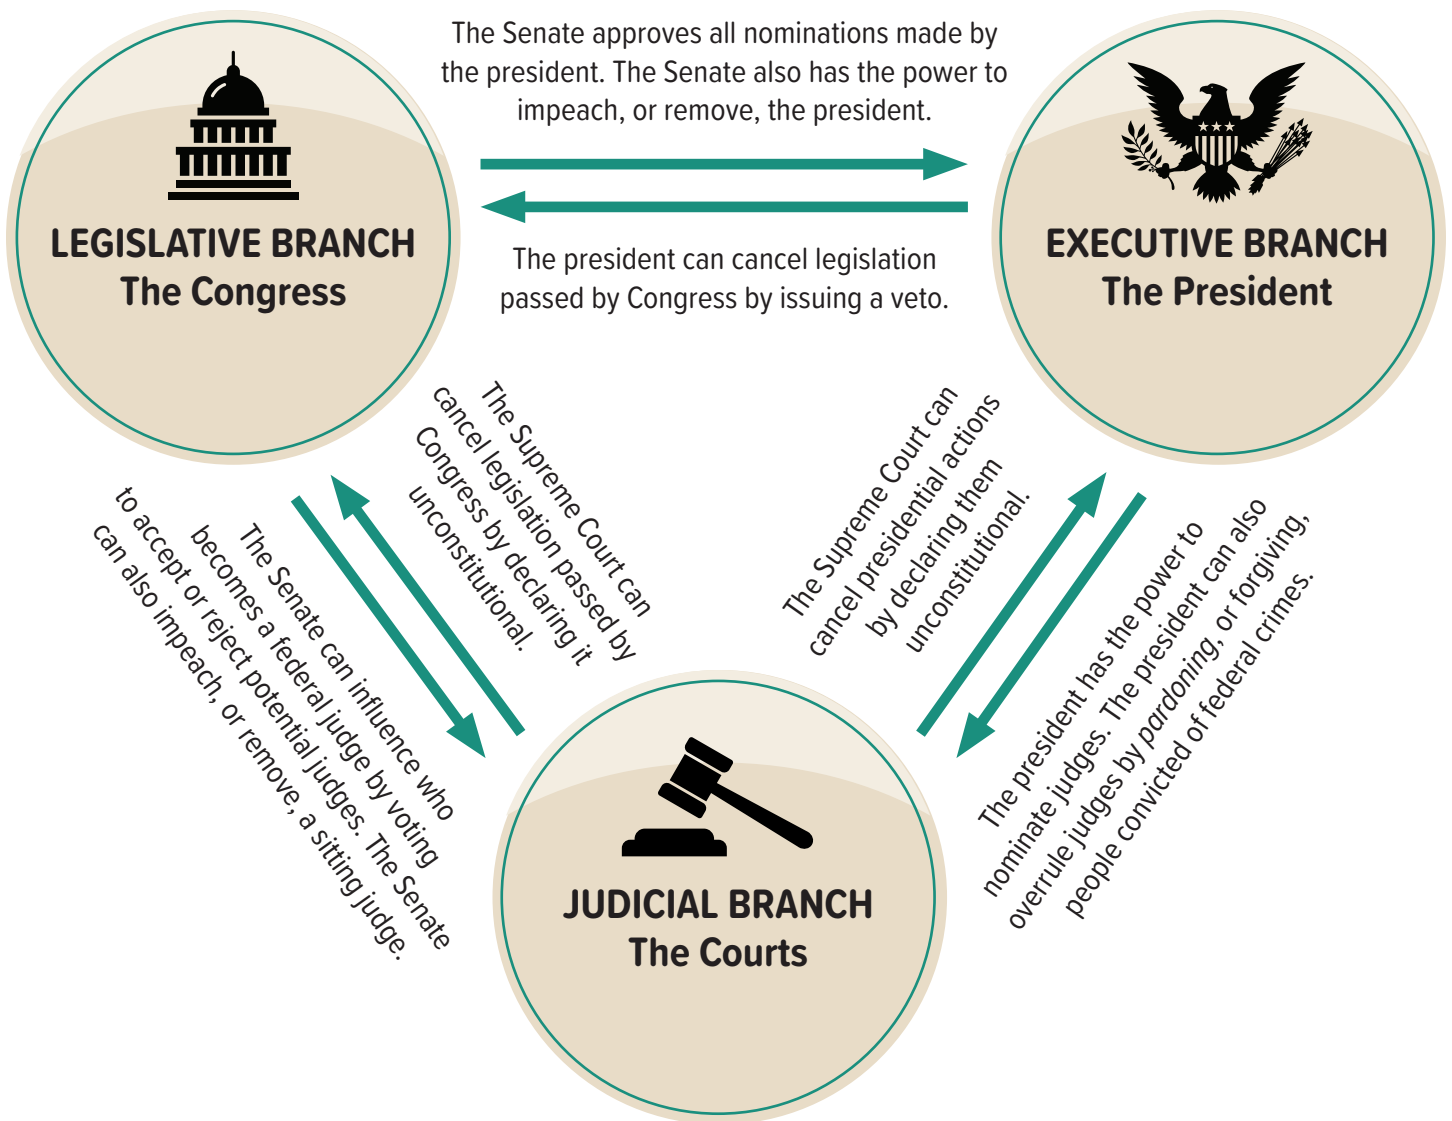 The Senate approves all nominations made by
the president. The Senate also has the power to
impeach, or remove, the president.
LEGISLATIVE BRANCH
The Congress
EXECUTIVE BRANCH
The President
The president can cancel legislation
passed by Congress by issuing a veto.
The Supreme Court can
cancel legislation passed by
Congress by declaring it
unconstitutional.
The Supreme Court can
cancel presidential actions
by declaring them
unconstitutional.
The Senate can influence who
becomes a federal judge by voting
to accept or reject potential judges. The Senate
can also impeach, or remove, a sitting judge.
The president has the power to
nominate judges. The president can also
overrule judges by pardoning, or forgiving,
people convicted of federal crimes.
JUDICIAL BRANCH
The Courts